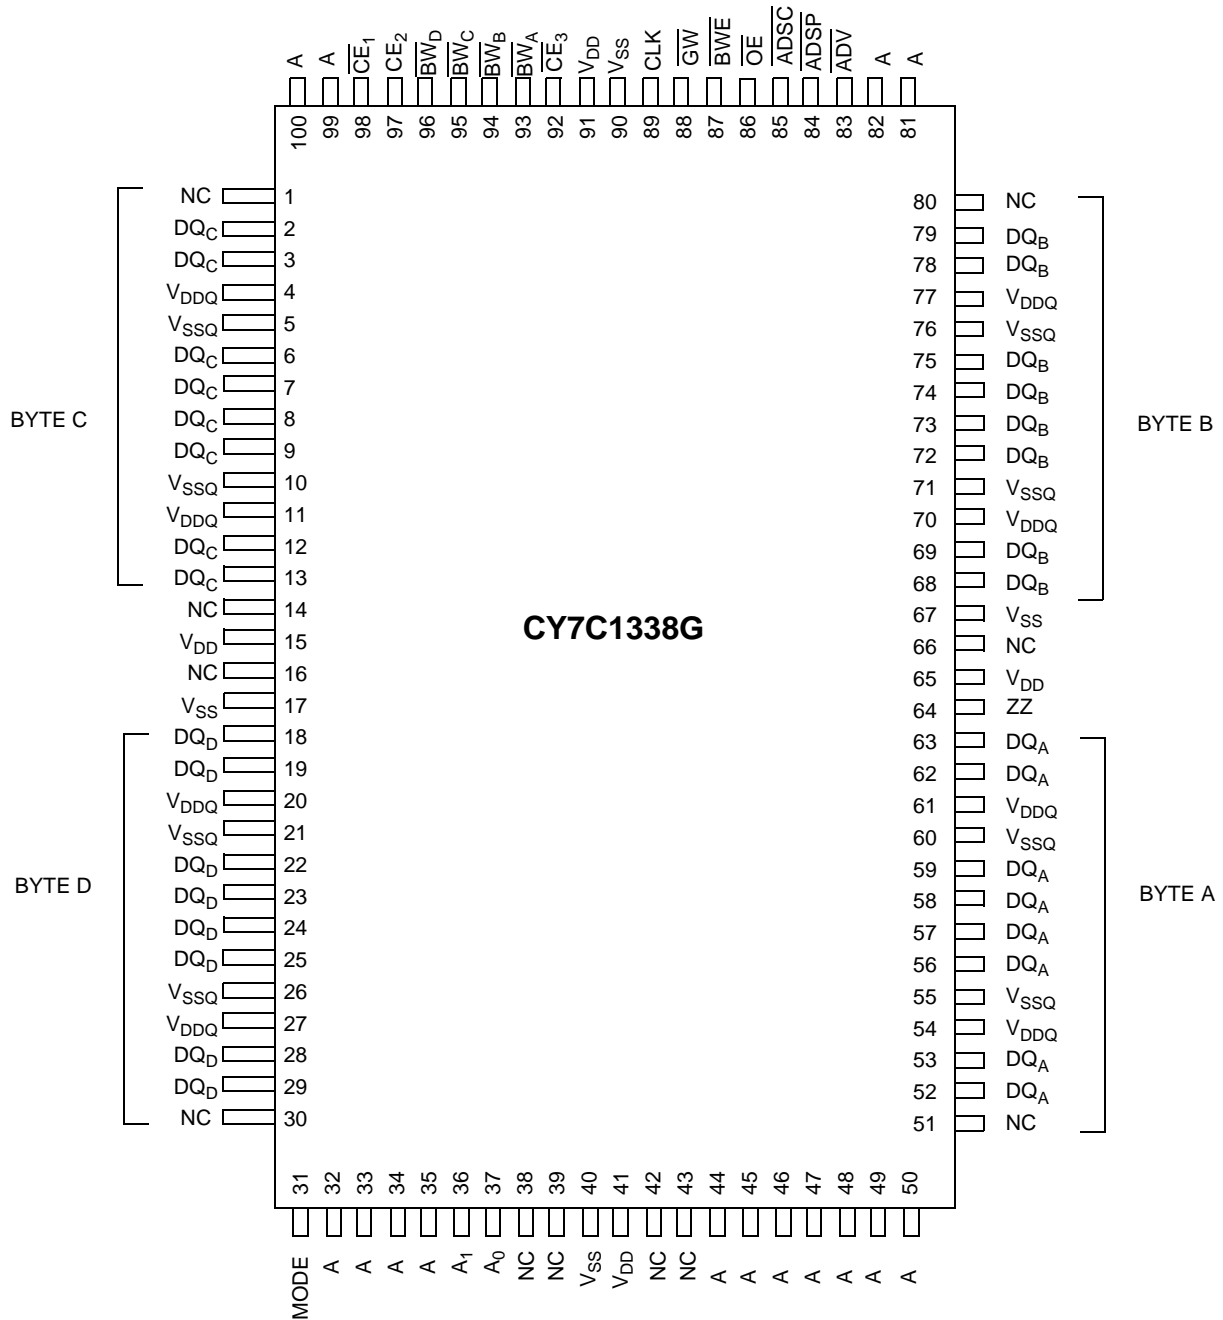 A A CE1 CE2 BWD BWC BWB BWA CE3 VDD VSS CLK GW BWE OE ADSC ADSP ADV A A
100 99 98 97 96 95 94 93 92 91 90 89 88 87 86 85 84 83 82 81
BYTE C
NC 1
DQC 2
DQC 3
VDDQ 4
VSSQ 5
DQC 6
DQC 7
DQC 8
DQC 9
VSSQ 10
VDDQ 11
DQC 12
DQC 13
NC 14
VDD 15
NC 16
VSS 17
BYTE D
DQD 18
DQD 19
VDDQ 20
VSSQ 21
DQD 22
DQD 23
DQD 24
DQD 25
VSSQ 26
VDDQ 27
DQD 28
DQD 29
NC 30
CY7C1338G
80 NC
79 DQB
78 DQB
77 VDDQ
76 VSSQ
75 DQB
74 DQB
73 DQB
72 DQB
71 VSSQ
70 VDDQ
69 DQB
68 DQB
BYTE B
67 VSS
66 NC
65 VDD
64 ZZ
63 DQA
62 DQA
61 VDDQ
60 VSSQ
59 DQA
58 DQA
57 DQA
56 DQA
55 VSSQ
54 VDDQ
53 DQA
52 DQA
51 NC
BYTE A
31 32 33 34 35 36 37 38 39 40 41 42 43 44 45 46 47 48 49 50
MODE A A A A A1 A0 NC NC VSS VDD NC NC A A A A A A A